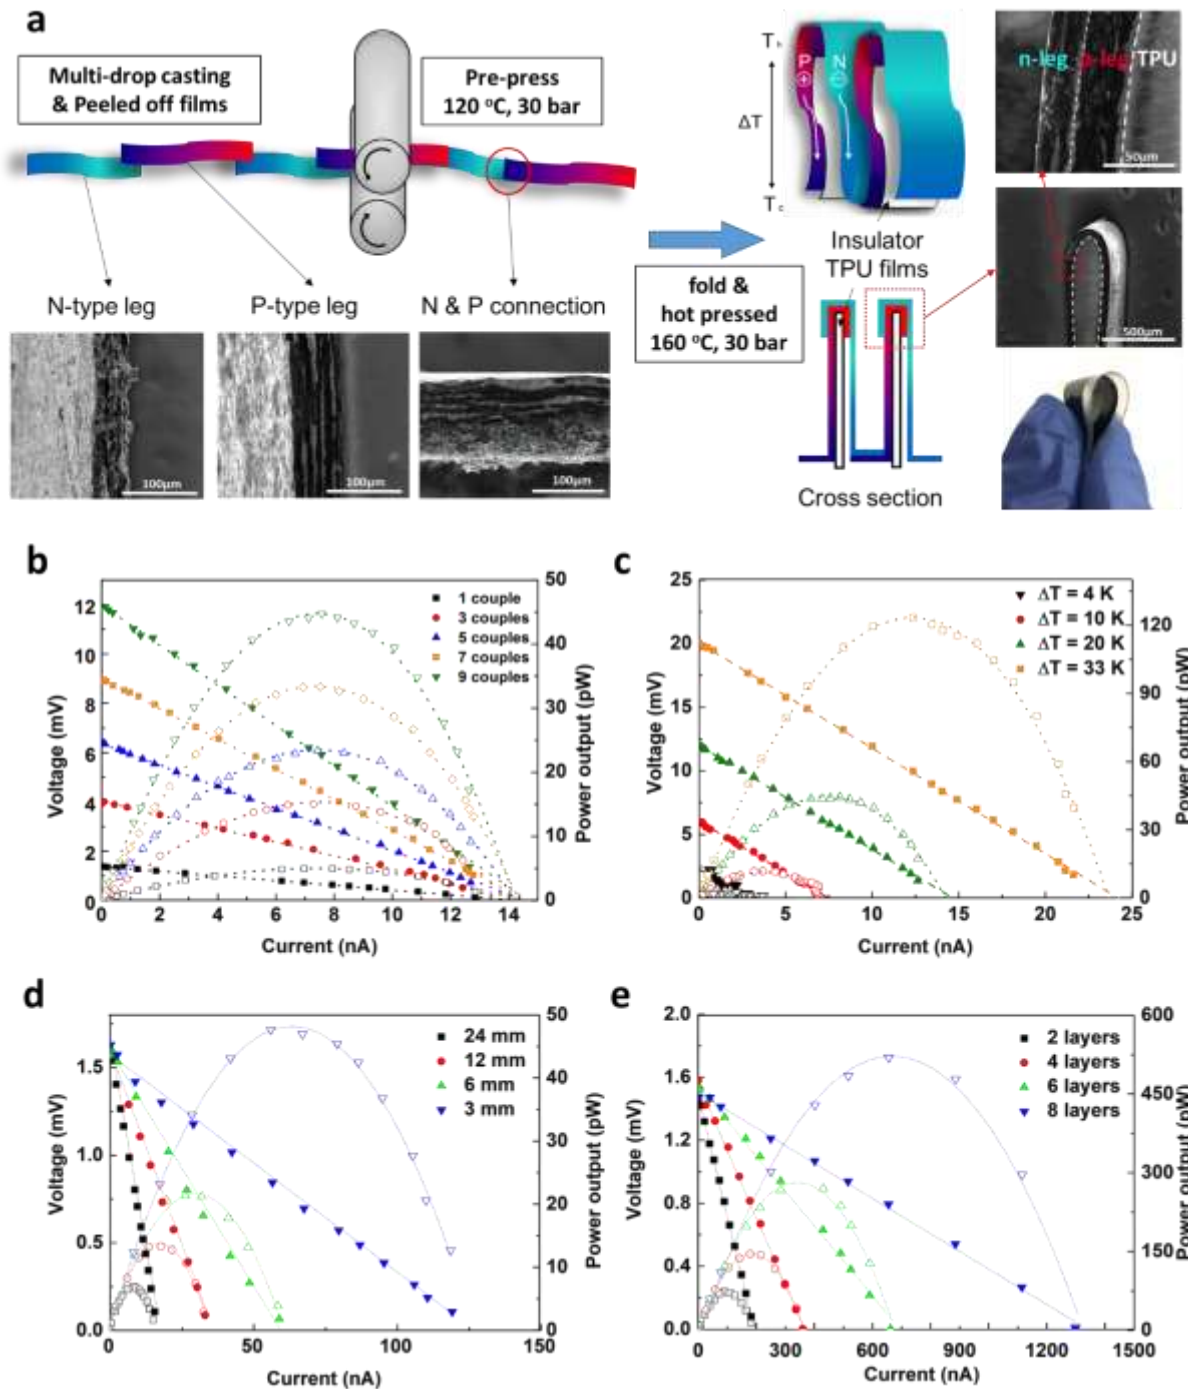 a
Multi-drop casting
& Peeled off films
Pre-press
120 °C, 30 bar
N-type leg
P-type leg
N & P connection
100μm
100μm
100μm
fold &
hot pressed
160 °C, 30 bar
T
P
N
ΔT
T
Insulator
TPU films
Cross section
n-leg p-leg TPU
50μm
500μm
b
Voltage (mV)
12
10
8
6
4
2
0
0 2 4 6 8 10 12 14
Current (nA)
50
40
30
20
10
0
Power output (pW)
1 couple
3 couples
5 couples
7 couples
9 couples
c
Voltage (mV)
25
20
15
10
5
0
0 5 10 15 20 25
Current (nA)
120
90
60
30
0
Power output (pW)
ΔT = 4 K
ΔT = 10 K
ΔT = 20 K
ΔT = 33 K
d
Voltage (mV)
1.5
1.0
0.5
0.0
0 50 100 150
Current (nA)
50
40
30
20
10
0
Power output (pW)
24 mm
12 mm
6 mm
3 mm
e
Voltage (mV)
2.0
1.6
1.2
0.8
0.4
0.0
0 300 600 900 1200 1500
Current (nA)
600
450
300
150
0
Power output (pW)
2 layers
4 layers
6 layers
8 layers